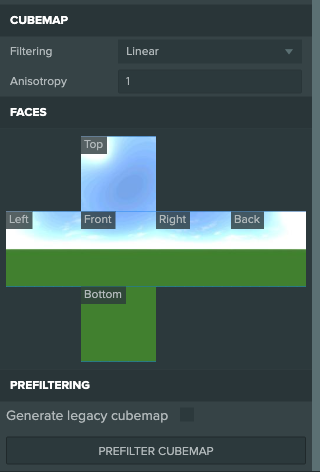 CUBEMAP
Filtering Linear
Anisotropy 1
FACES
Top
Left Front Right Back
Bottom
PREFILTERING
Generate legacy cubemap
PREFILTER CUBEMAP